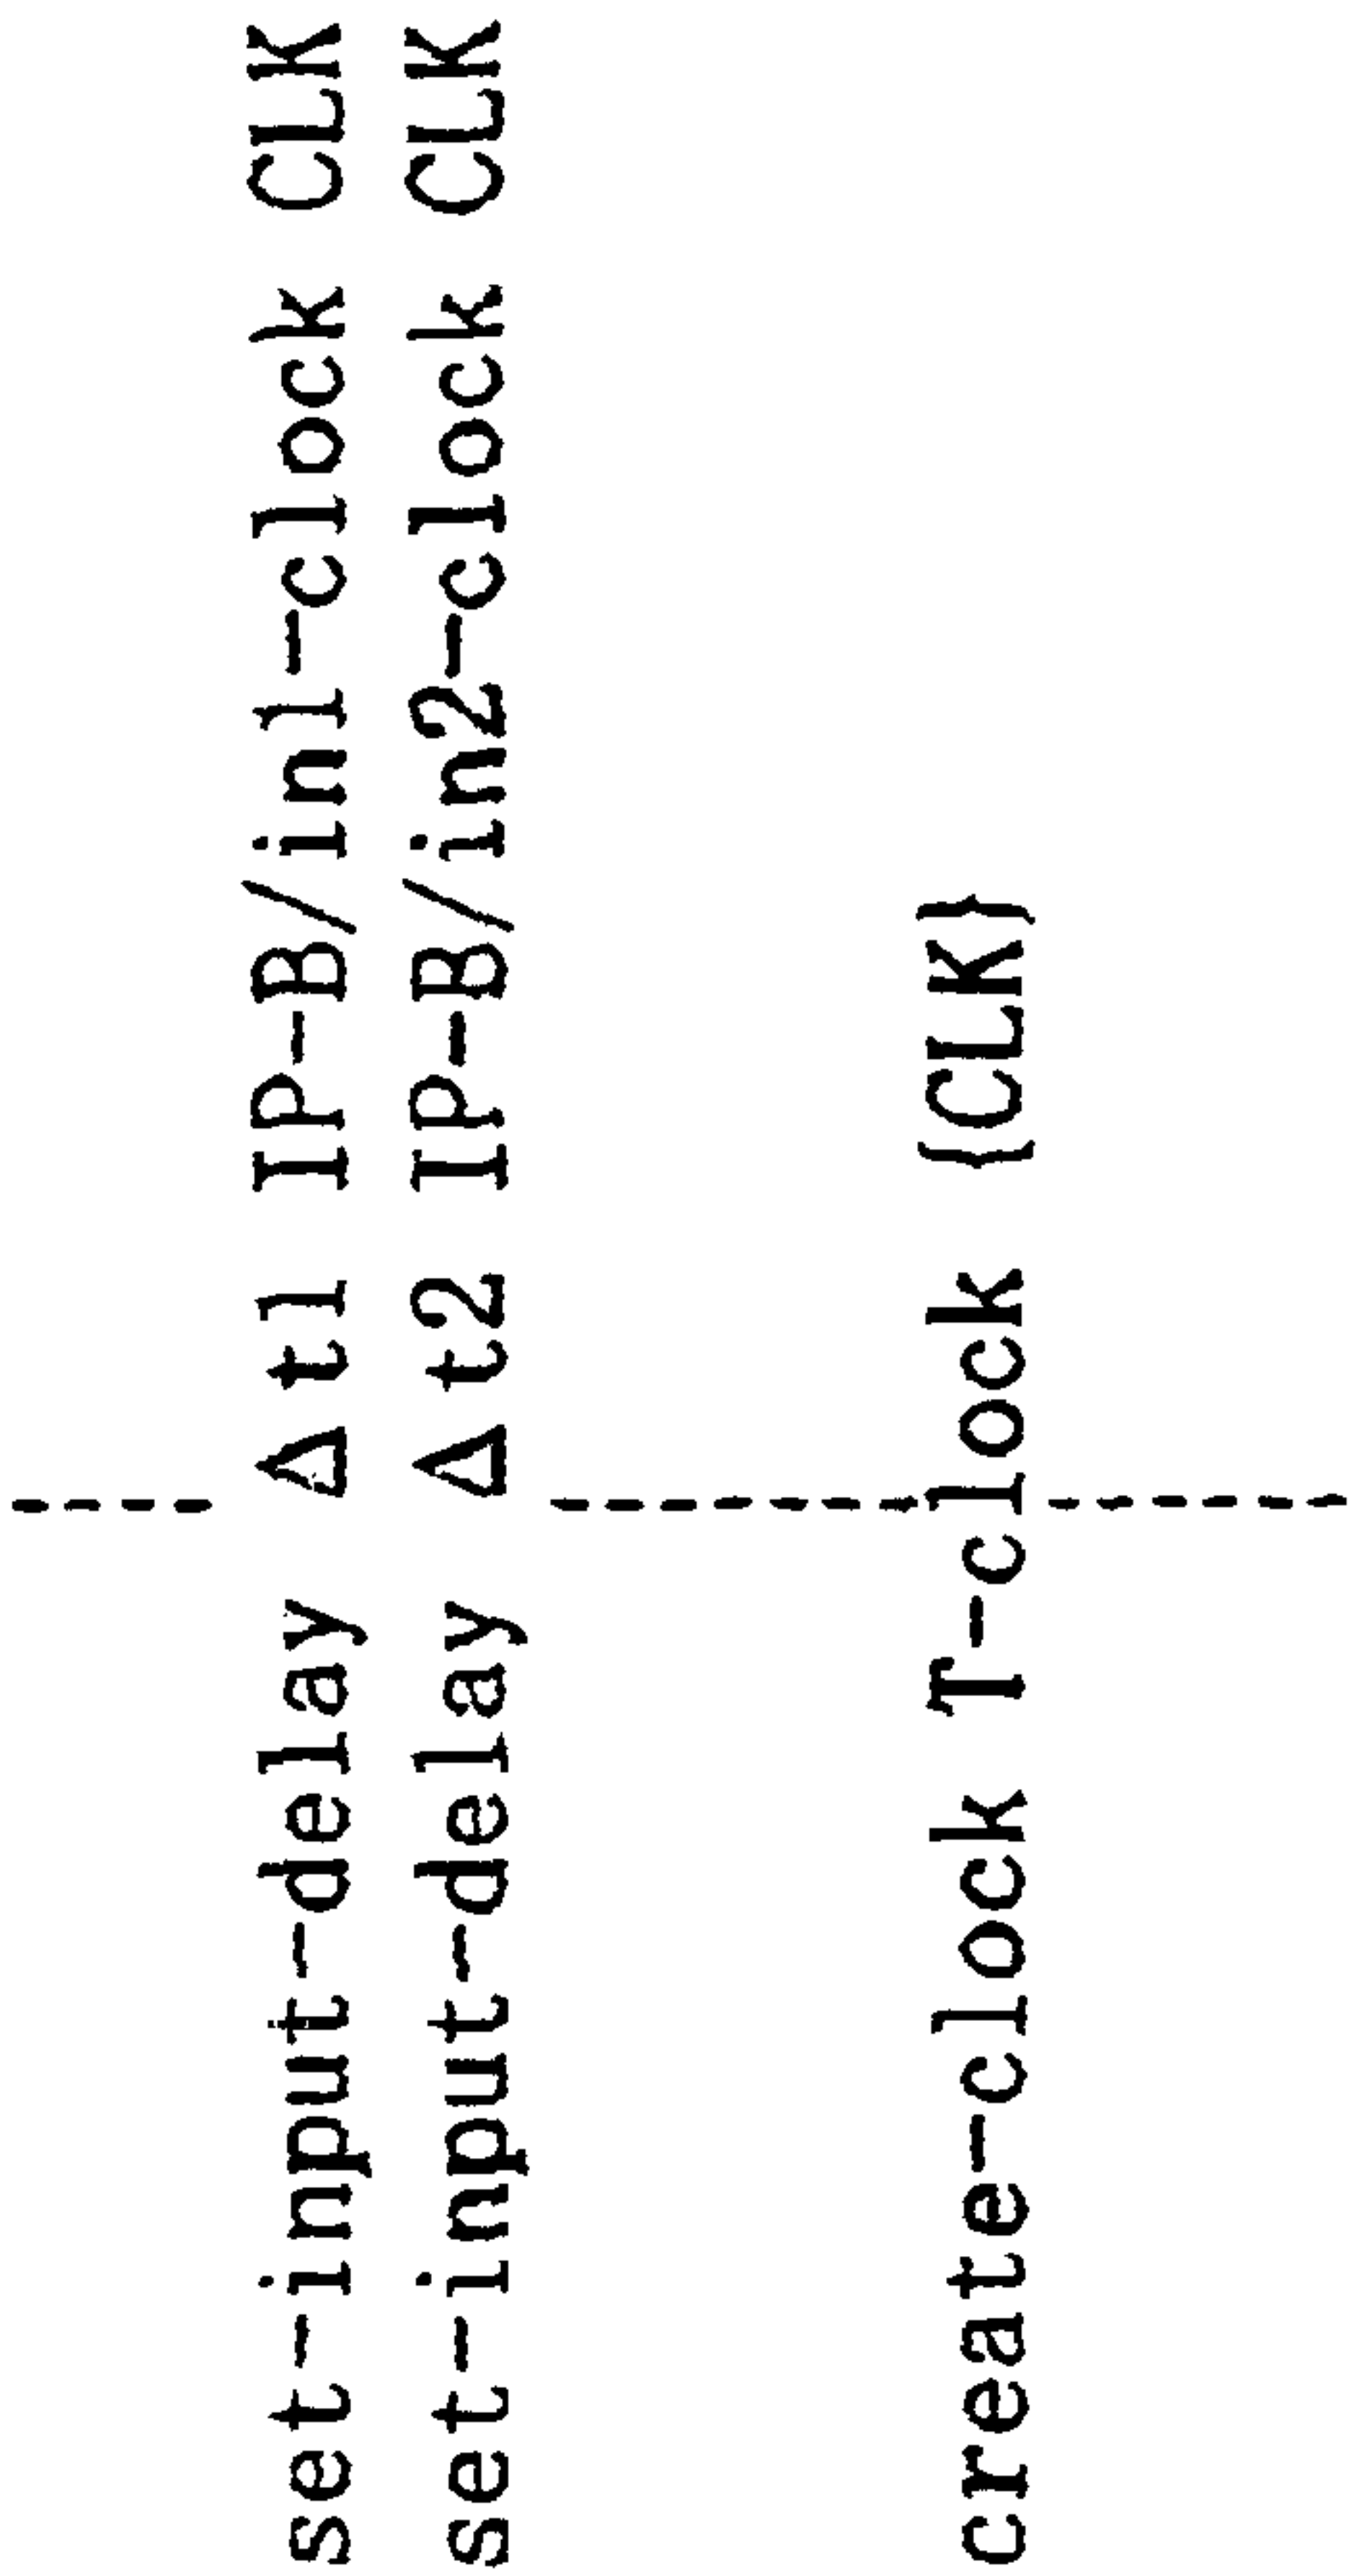 set-input-delay Δt1 IP-B/in1-clock CLK
set-input-delay Δt2 IP-B/in2-clock CLK
create-clock T-clock {CLK}